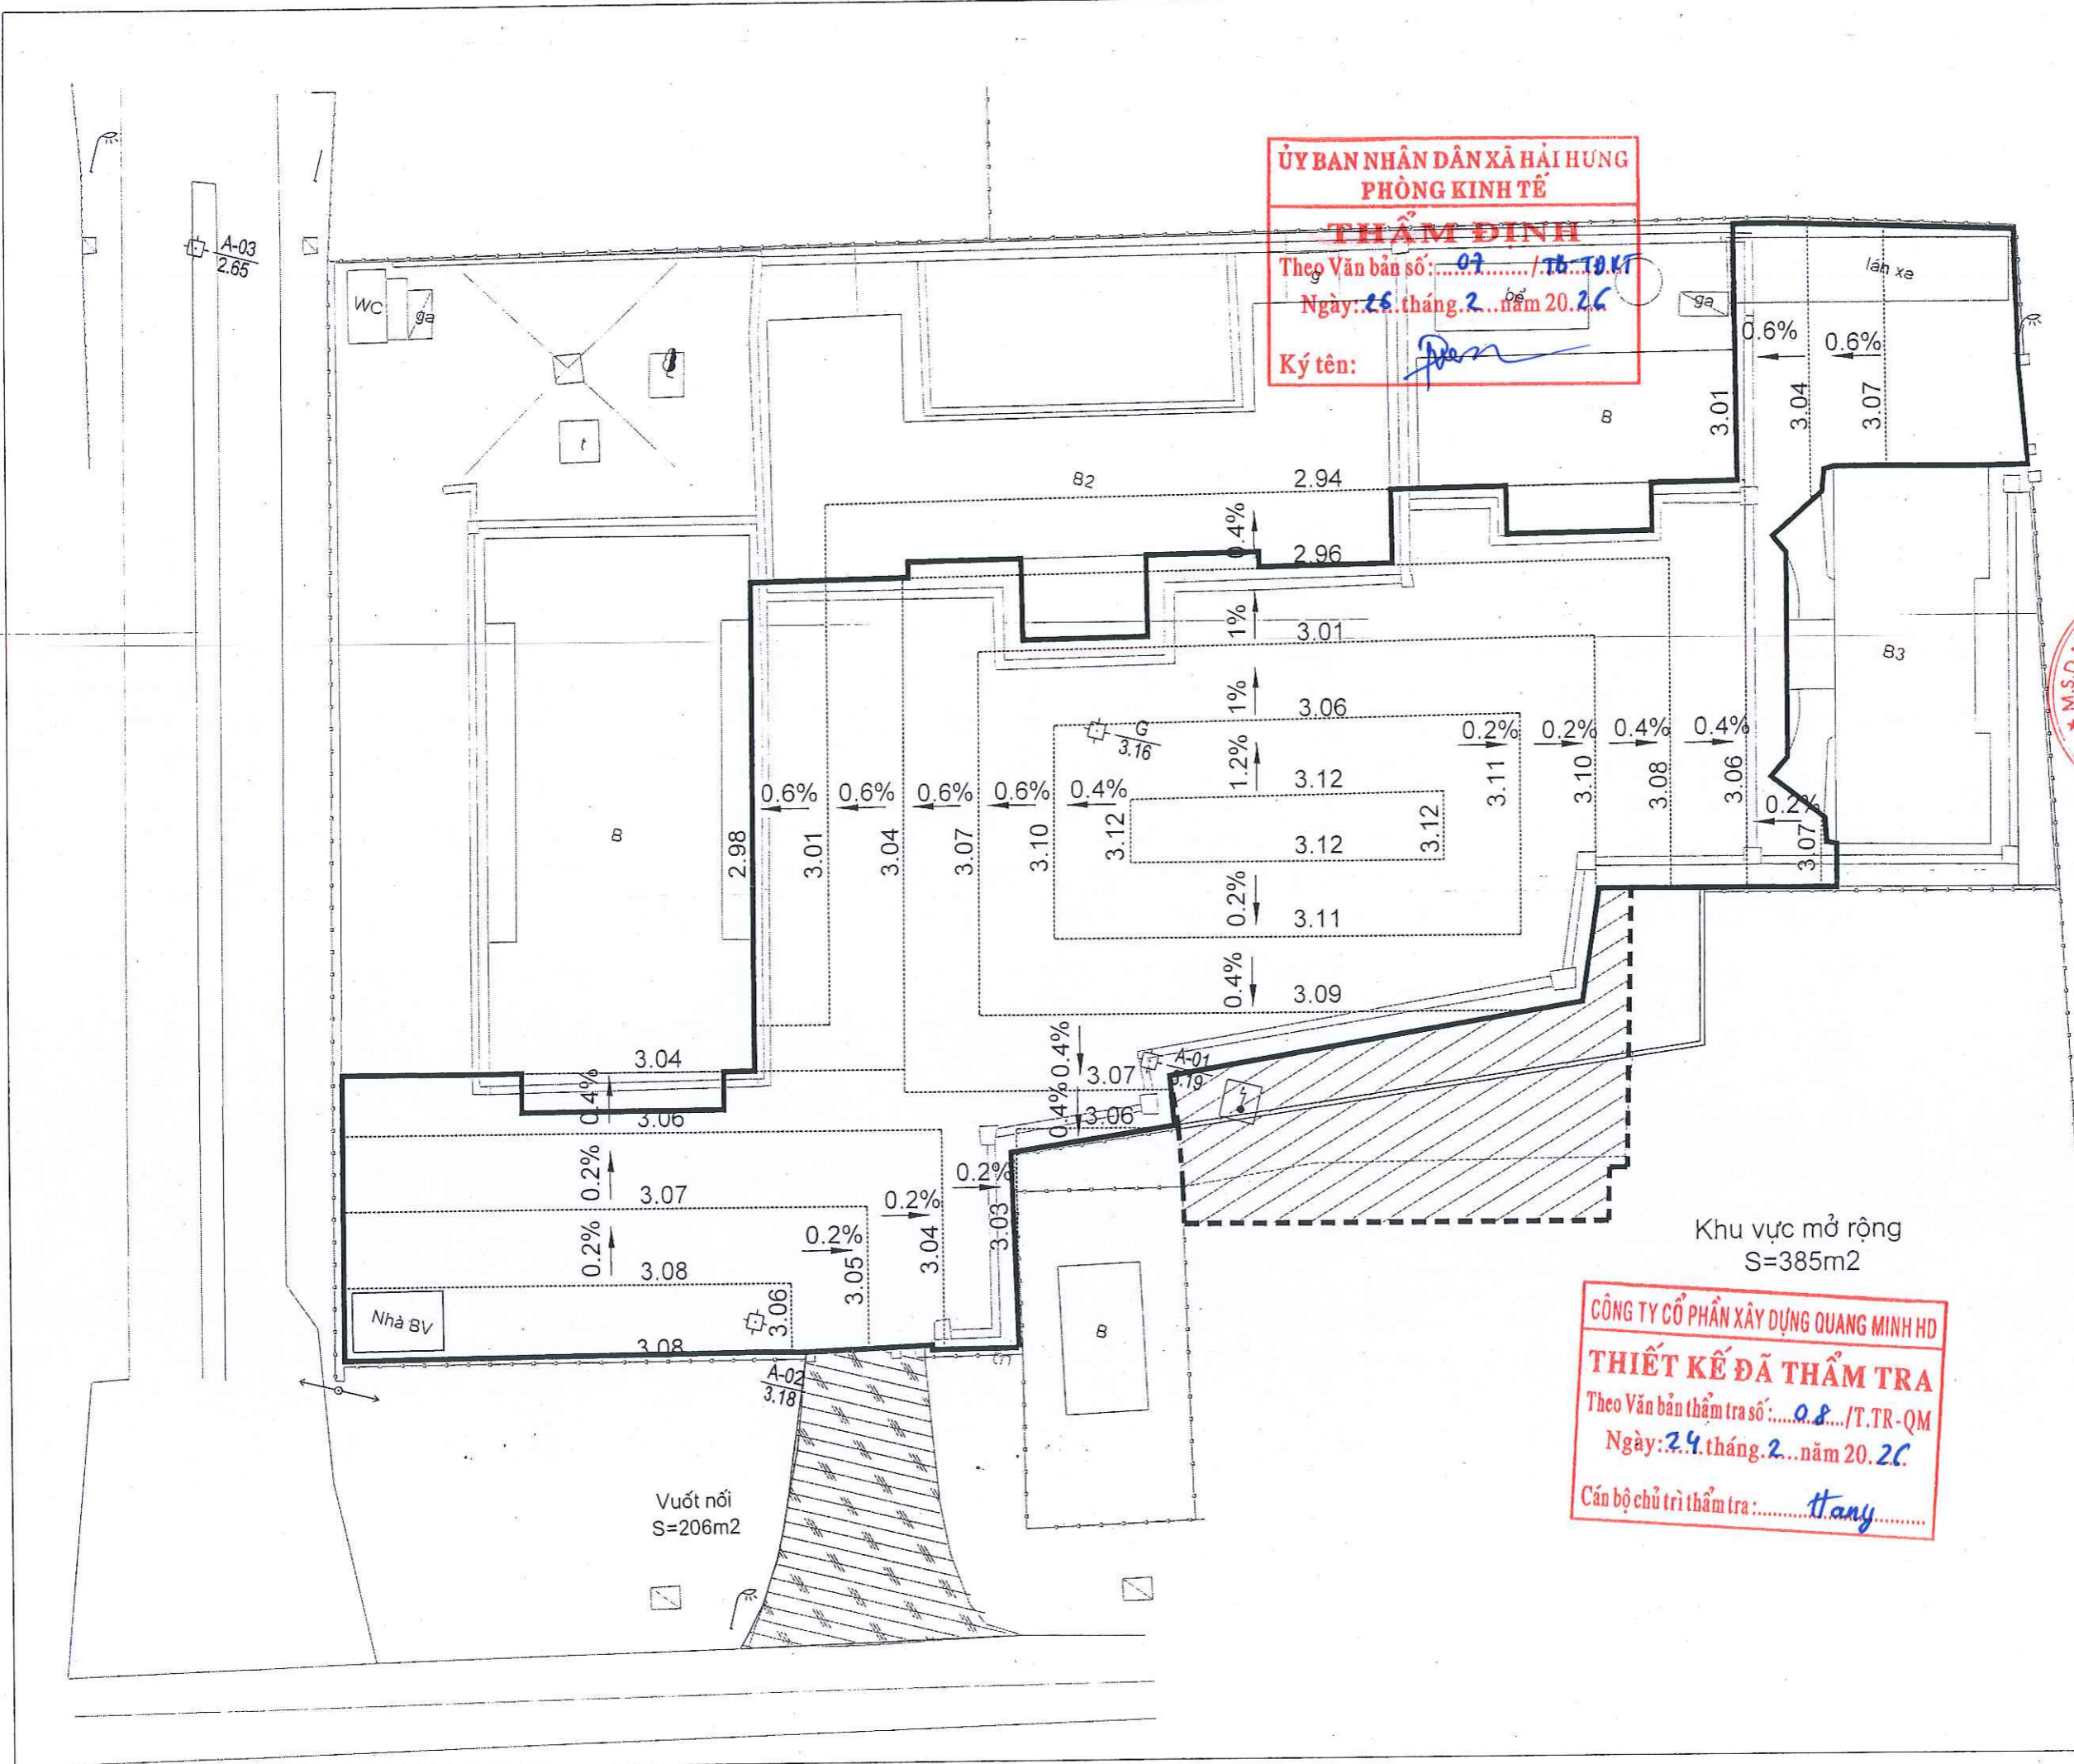 ỦY BAN NHÂN DÂN XÃ HẢI HƯNG
PHÒNG KINH TẾ
THẨM ĐỊNH
Theo Văn bản số: 07 / TB-TĐKT
Ngày: 26 tháng 2 năm 2026
Ký tên:
A-03
2.65
WC
ga
t
g
bể
ga
lán xe
0.6%
0.6%
3.01
3.04
3.07
B
B2
2.94
0.4%
2.96
1%
3.01
B3
1%
3.06
G
3.16
1.2%
3.12
0.2%
0.2%
0.4%
0.4%
3.11
3.10
3.08
3.06
0.6%
0.6%
0.6%
0.6%
0.4%
0.2%
B
2.98
3.01
3.04
3.07
3.10
3.12
3.12
3.12
3.07
0.2%
3.11
0.4%
3.09
3.04
0.4%
0.4%
A-01
3.19
3.07
0.4%
3.06
3.06
0.2%
3.07
0.2%
0.2%
3.03
0.2%
3.08
0.2%
3.04
3.05
3.06
Nhà BV
3.08
B
A-02
3.18
Khu vực mở rộng
S=385m2
CÔNG TY CỔ PHẦN XÂY DỰNG QUANG MINH HD
THIẾT KẾ ĐÃ THẨM TRA
Theo Văn bản thẩm tra số: 08 /T.TR-QM
Ngày: 24 tháng 2 năm 2026
Cán bộ chủ trì thẩm tra: Hang
Vuốt nối
S=206m2
M.S.D